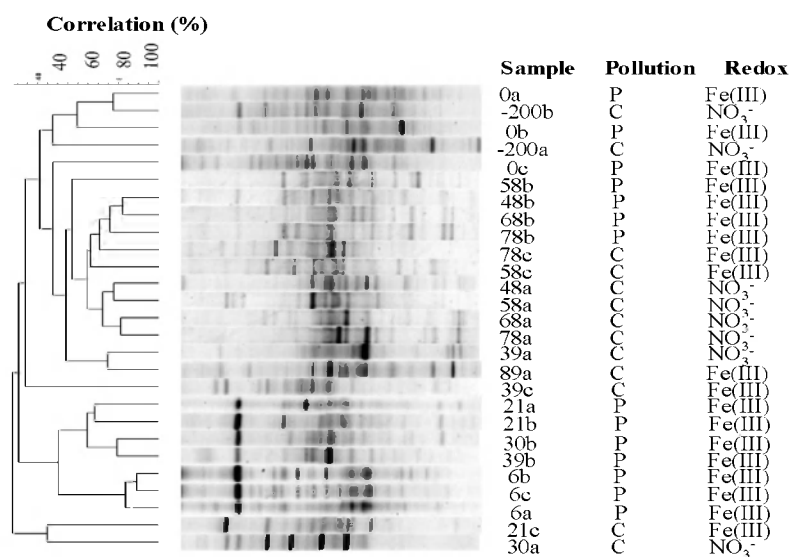 Correlation (%)
40 60 80 100
Sample Pollution Redox
0a P Fe(III)
-200b C NO3-
0b P Fe(III)
-200a C NO3-
0c P Fe(III)
58b P Fe(III)
48b P Fe(III)
68b P Fe(III)
78b P Fe(III)
78c C Fe(III)
58c C Fe(III)
48a C NO3-
58a C NO3-
68a C NO3-
78a C NO3-
39a C NO3-
89a C Fe(III)
39c C Fe(III)
21a P Fe(III)
21b P Fe(III)
30b P Fe(III)
39b P Fe(III)
6b P Fe(III)
6c P Fe(III)
6a P Fe(III)
21c C Fe(III)
30a C NO3-